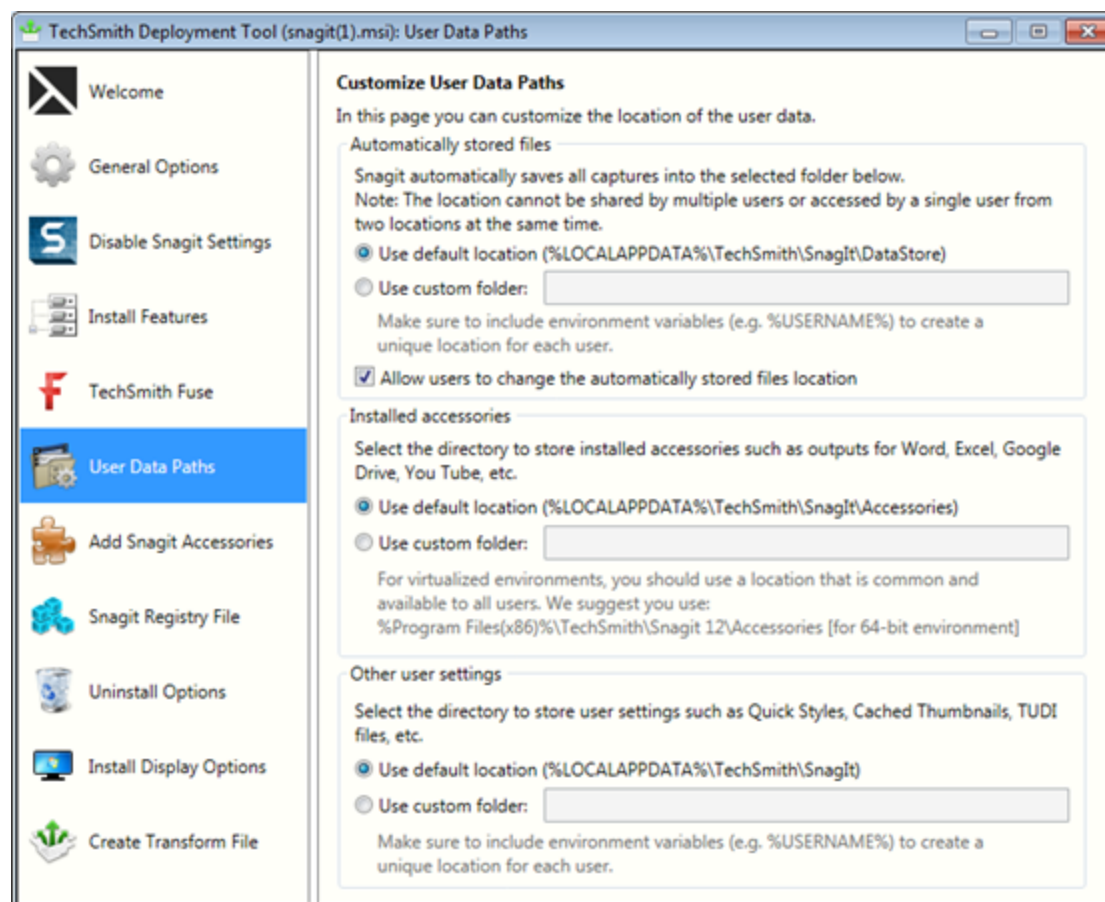 TechSmith Deployment Tool (snagit(1).msi): User Data Paths
Welcome
General Options
Disable Snagit Settings
Install Features
TechSmith Fuse
User Data Paths
Add Snagit Accessories
Snagit Registry File
Uninstall Options
Install Display Options
Create Transform File
Customize User Data Paths
In this page you can customize the location of the user data.
Automatically stored files
Snagit automatically saves all captures into the selected folder below.
Note: The location cannot be shared by multiple users or accessed by a single user from
two locations at the same time.
Use default location (%LOCALAPPDATA%\TechSmith\SnagIt\DataStore)
Use custom folder:
Make sure to include environment variables (e.g. %USERNAME%) to create a
unique location for each user.
Allow users to change the automatically stored files location
Installed accessories
Select the directory to store installed accessories such as outputs for Word, Excel, Google
Drive, You Tube, etc.
Use default location (%LOCALAPPDATA%\TechSmith\SnagIt\Accessories)
Use custom folder:
For virtualized environments, you should use a location that is common and
available to all users. We suggest you use:
%Program Files(x86)%\TechSmith\Snagit 12\Accessories [for 64-bit environment]
Other user settings
Select the directory to store user settings such as Quick Styles, Cached Thumbnails, TUDI
files, etc.
Use default location (%LOCALAPPDATA%\TechSmith\SnagIt)
Use custom folder:
Make sure to include environment variables (e.g. %USERNAME%) to create a
unique location for each user.